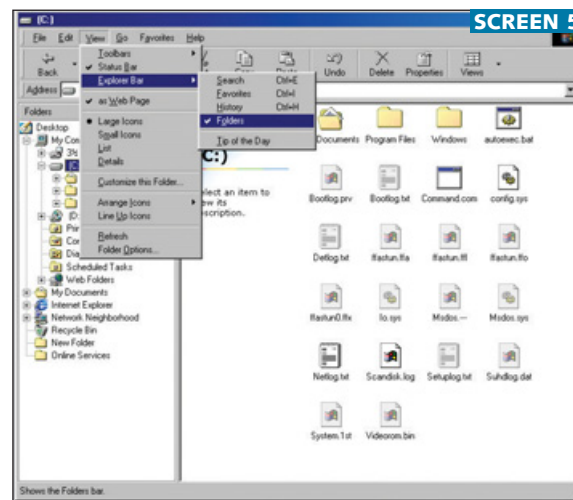 SCREEN 5
(C:)
File Edit View Go Favorites Help
Back Undo Delete Properties Views
Address
Toolbars
Status Bar
Explorer Bar
as Web Page
Large Icons
Small Icons
List
Details
Customize this Folder...
Arrange Icons
Line Up Icons
Refresh
Folder Options...
Search Ctrl+E
Favorites Ctrl+I
History Ctrl+H
Folders
Tip of the Day
Folders
Desktop
My Com
3½
(C:
(D:
Prin
Con
Dia
Scheduled Tasks
Web Folders
My Documents
Internet Explorer
Network Neighborhood
Recycle Bin
New Folder
Online Services
C:)
elect an item to
ew its
scription.
Documents Program Files Windows autoexec.bat
Bootlog.prv Bootlog.txt Command.com config.sys
Detlog.txt ffastun.ffa ffastun.ffl ffastun.ffo
ffastun0.ffx Io.sys Msdos.--- Msdos.sys
Netlog.txt Scandisk.log Setuplog.txt Suhdlog.dat
System.1st Videorom.bin
Shows the Folders bar.